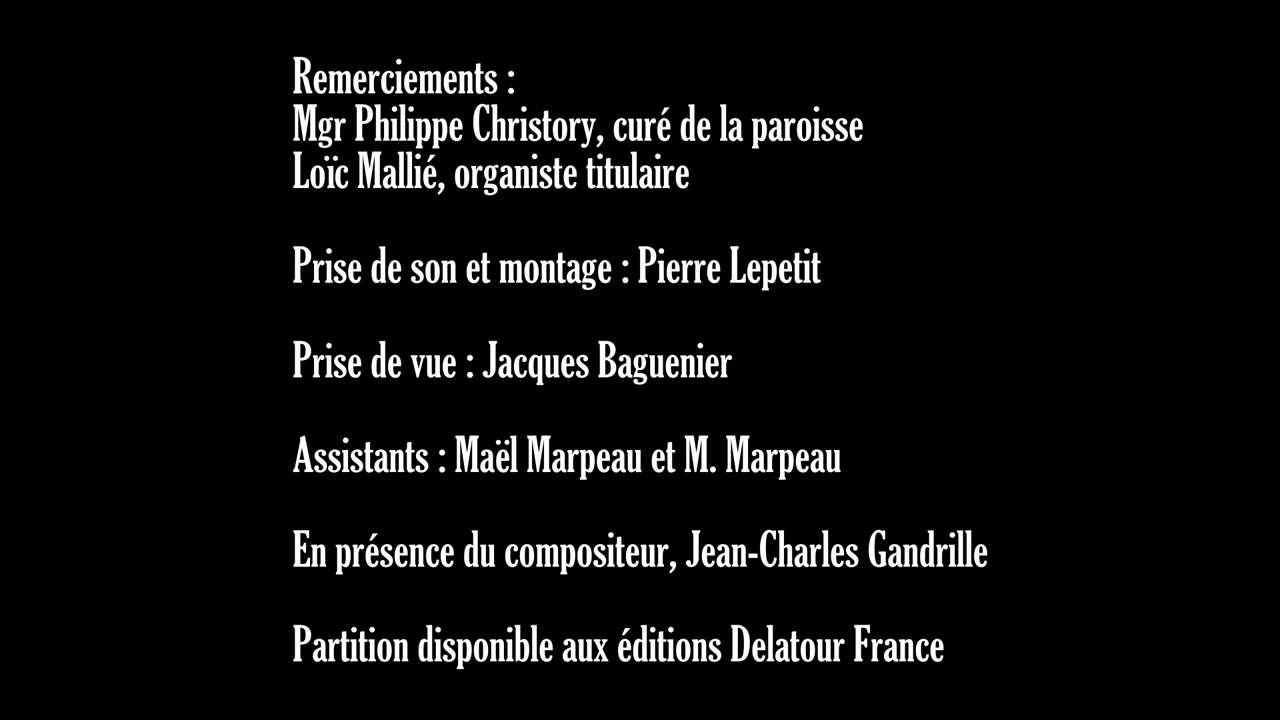 Remerciements :
Mgr Philippe Christory, curé de la paroisse
Loïc Mallié, organiste titulaire
Prise de son et montage : Pierre Lepetit
Prise de vue : Jacques Baguenier
Assistants : Maël Marpeau et M. Marpeau
En présence du compositeur, Jean-Charles Gandrille
Partition disponible aux éditions Delatour France